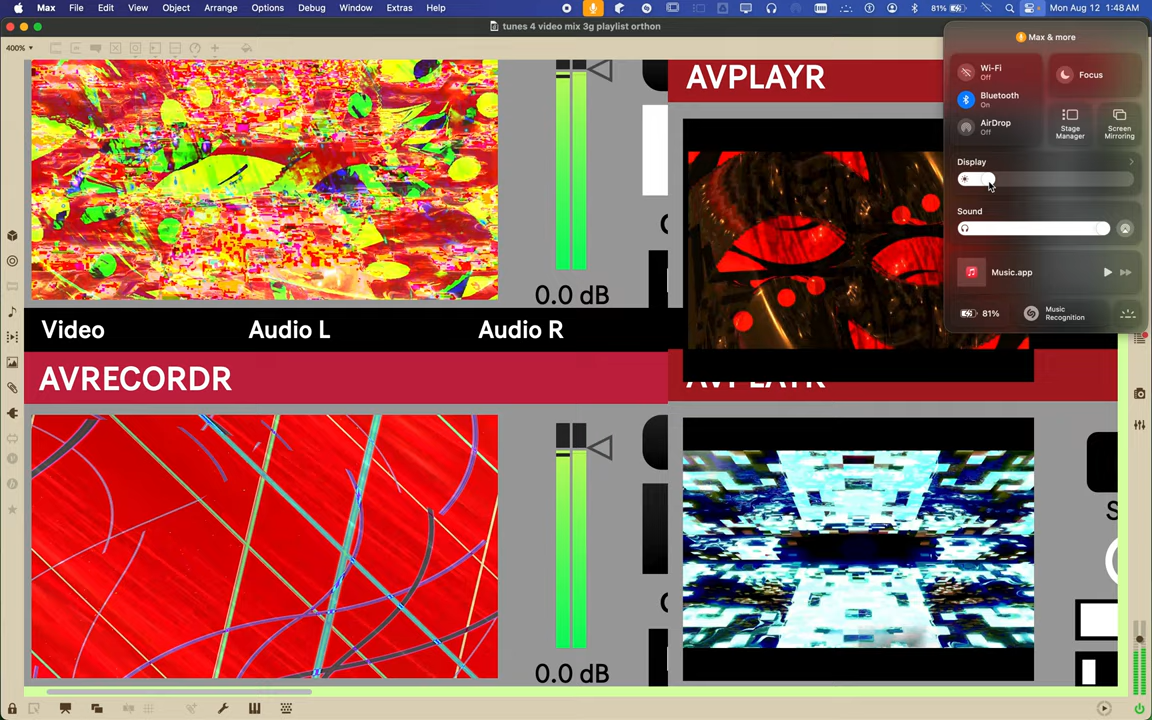 Max File Edit View Object Arrange Options Debug Window Extras Help
81% Mon Aug 12 1:48 AM
tunes 4 video mix 3g playlist orthon
400%
Max & more
Wi-Fi
Off
Focus
Bluetooth
On
AirDrop
Off
Stage
Manager
Screen
Mirroring
Display
Sound
Music.app
81%
Music
Recognition
AVPLAYR
0.0 dB
Video Audio L Audio R
AVRECORDR
AVPLAYR
0.0 dB